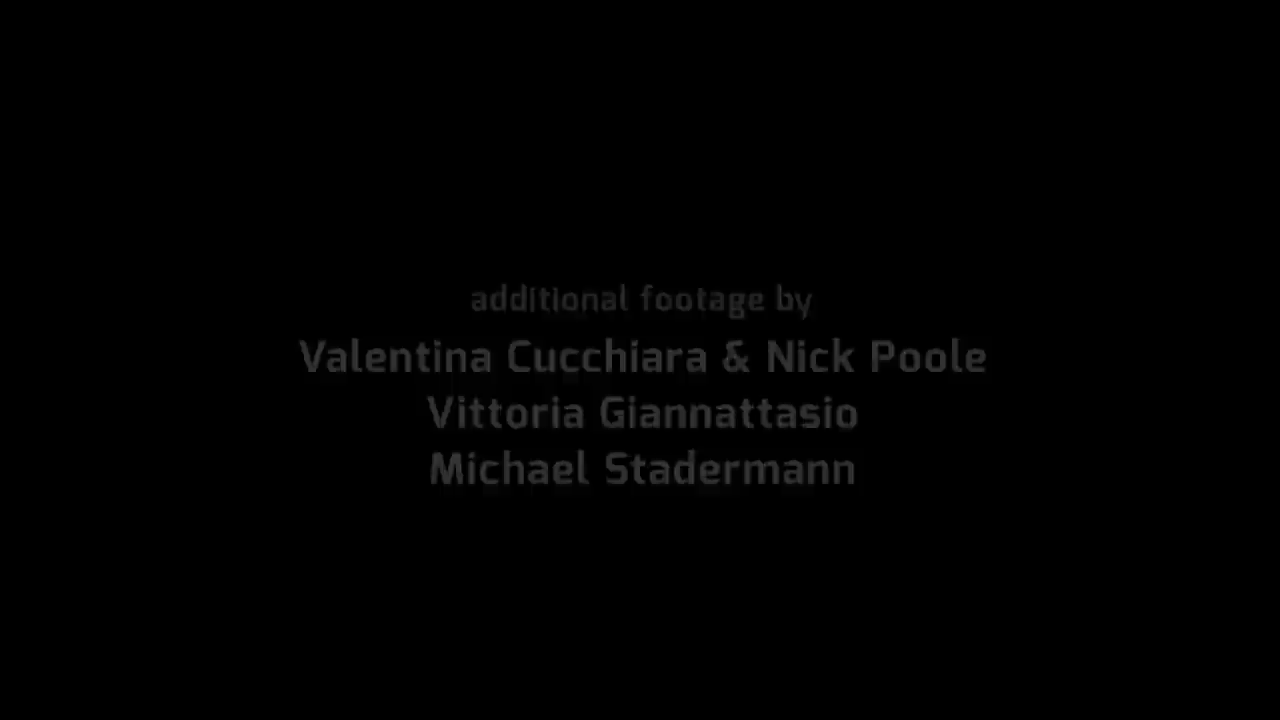 additional footage by
Valentina Cucchiara & Nick Poole
Vittoria Giannattasio
Michael Stadermann